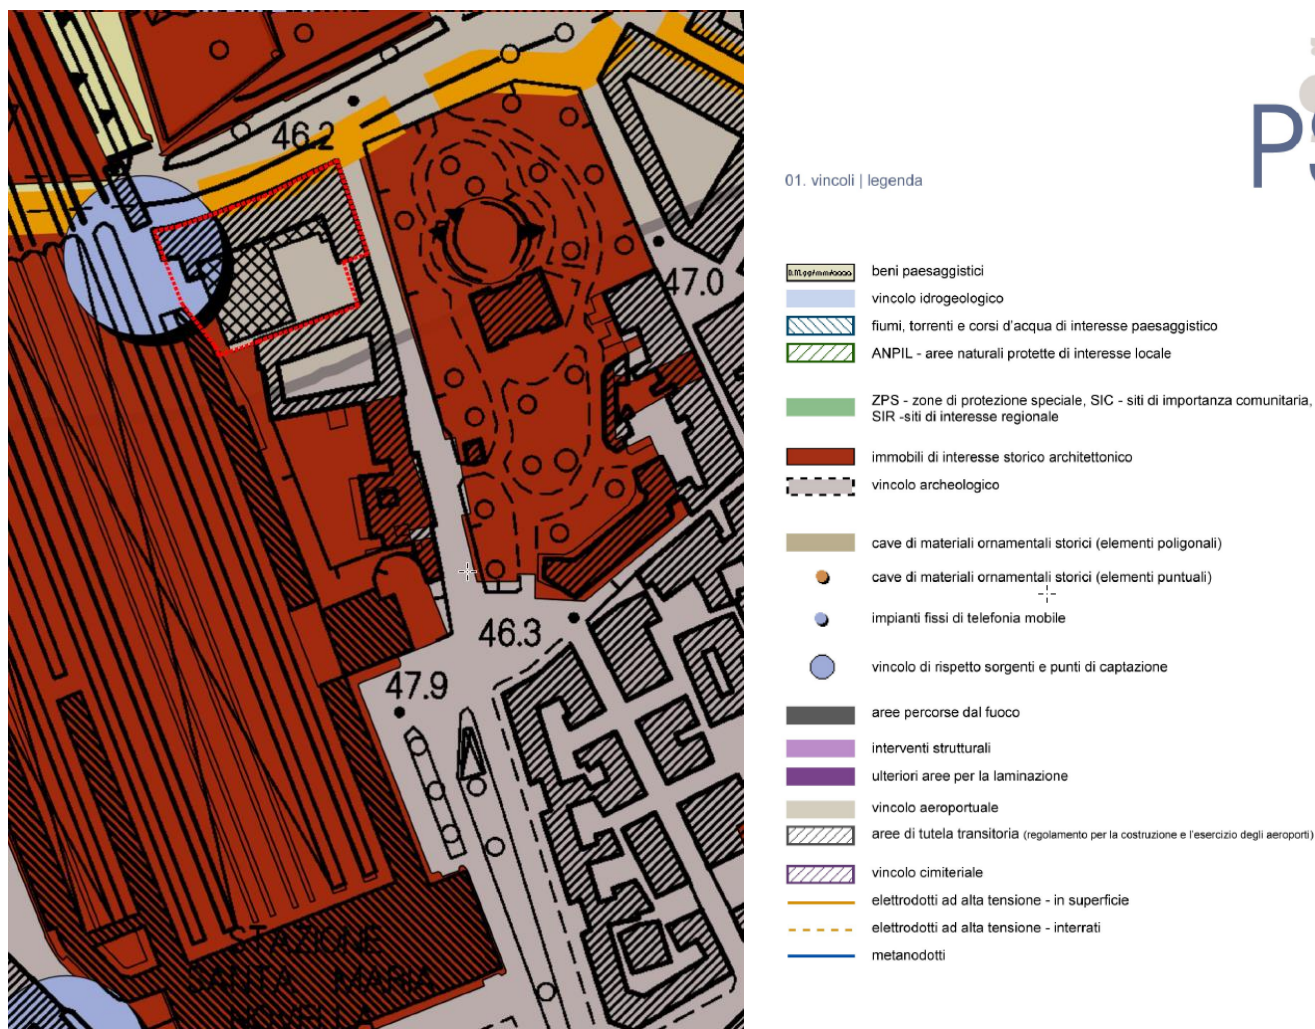 46.2
47.0
46.3
47.9
STAZIONE
SANTA MARIA
NOVELLA
PS
01. vincoli | legenda
beni paesaggistici
vincolo idrogeologico
fiumi, torrenti e corsi d'acqua di interesse paesaggistico
ANPIL - aree naturali protette di interesse locale
ZPS - zone di protezione speciale, SIC - siti di importanza comunitaria,
SIR -siti di interesse regionale
immobili di interesse storico architettonico
vincolo archeologico
cave di materiali ornamentali storici (elementi poligonali)
cave di materiali ornamentali storici (elementi puntuali)
impianti fissi di telefonia mobile
vincolo di rispetto sorgenti e punti di captazione
aree percorse dal fuoco
interventi strutturali
ulteriori aree per la laminazione
vincolo aeroportuale
aree di tutela transitoria (regolamento per la costruzione e l'esercizio degli aeroporti)
vincolo cimiteriale
elettrodotti ad alta tensione - in superficie
elettrodotti ad alta tensione - interrati
metanodotti